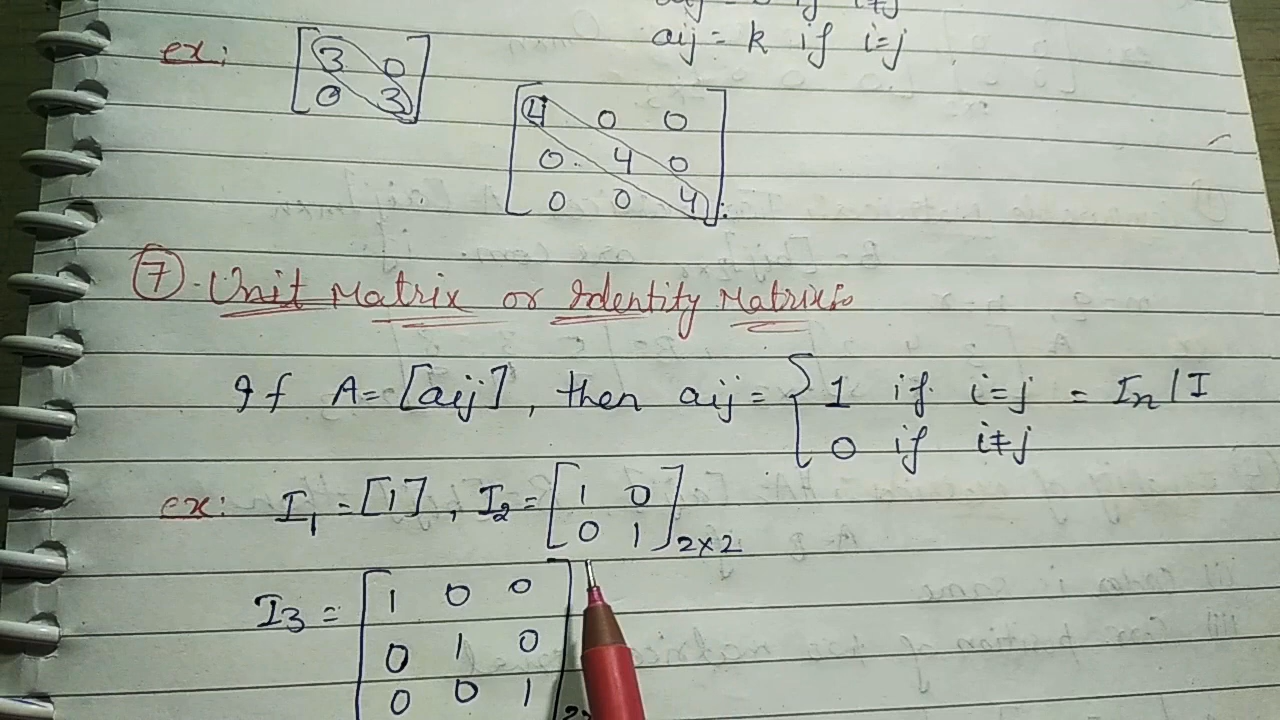 aij = k if i=j
ex: [3 0
0 3]
[4 0 0
0 4 0
0 0 4]
(7). Unit Matrix or Identity Matrix:
If A = [aij], then aij = { 1 if i=j = In / I
0 if i≠j
ex: I1 = [1], I2 = [1 0
0 1]2×2
I3 = [1 0 0
0 1 0
0 0 1]